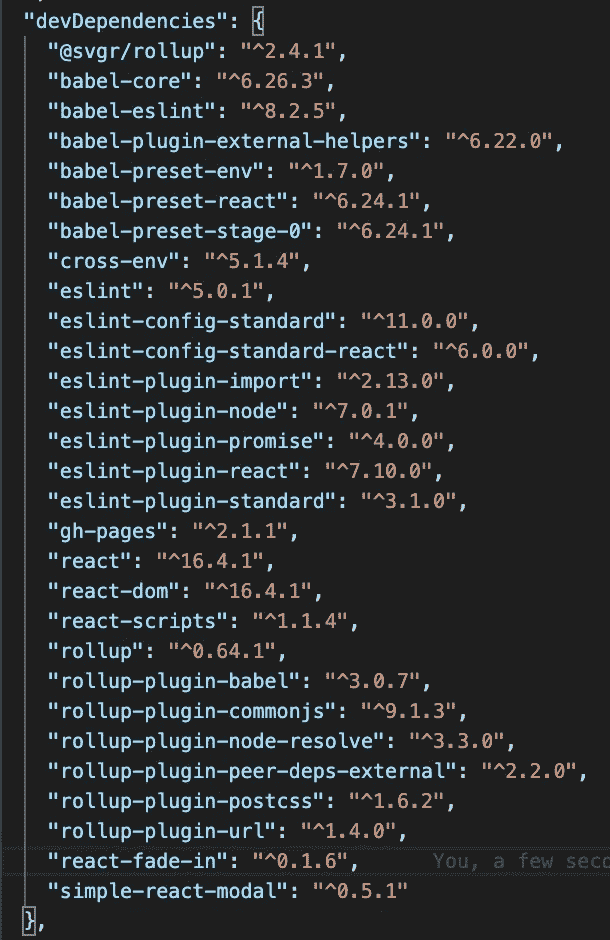 "devDependencies": {
"@svgr/rollup": "^2.4.1",
"babel-core": "^6.26.3",
"babel-eslint": "^8.2.5",
"babel-plugin-external-helpers": "^6.22.0",
"babel-preset-env": "^1.7.0",
"babel-preset-react": "^6.24.1",
"babel-preset-stage-0": "^6.24.1",
"cross-env": "^5.1.4",
"eslint": "^5.0.1",
"eslint-config-standard": "^11.0.0",
"eslint-config-standard-react": "^6.0.0",
"eslint-plugin-import": "^2.13.0",
"eslint-plugin-node": "^7.0.1",
"eslint-plugin-promise": "^4.0.0",
"eslint-plugin-react": "^7.10.0",
"eslint-plugin-standard": "^3.1.0",
"gh-pages": "^2.1.1",
"react": "^16.4.1",
"react-dom": "^16.4.1",
"react-scripts": "^1.1.4",
"rollup": "^0.64.1",
"rollup-plugin-babel": "^3.0.7",
"rollup-plugin-commonjs": "^9.1.3",
"rollup-plugin-node-resolve": "^3.3.0",
"rollup-plugin-peer-deps-external": "^2.2.0",
"rollup-plugin-postcss": "^1.6.2",
"rollup-plugin-url": "^1.4.0",
"react-fade-in": "^0.1.6", You, a few seco
"simple-react-modal": "^0.5.1"
},